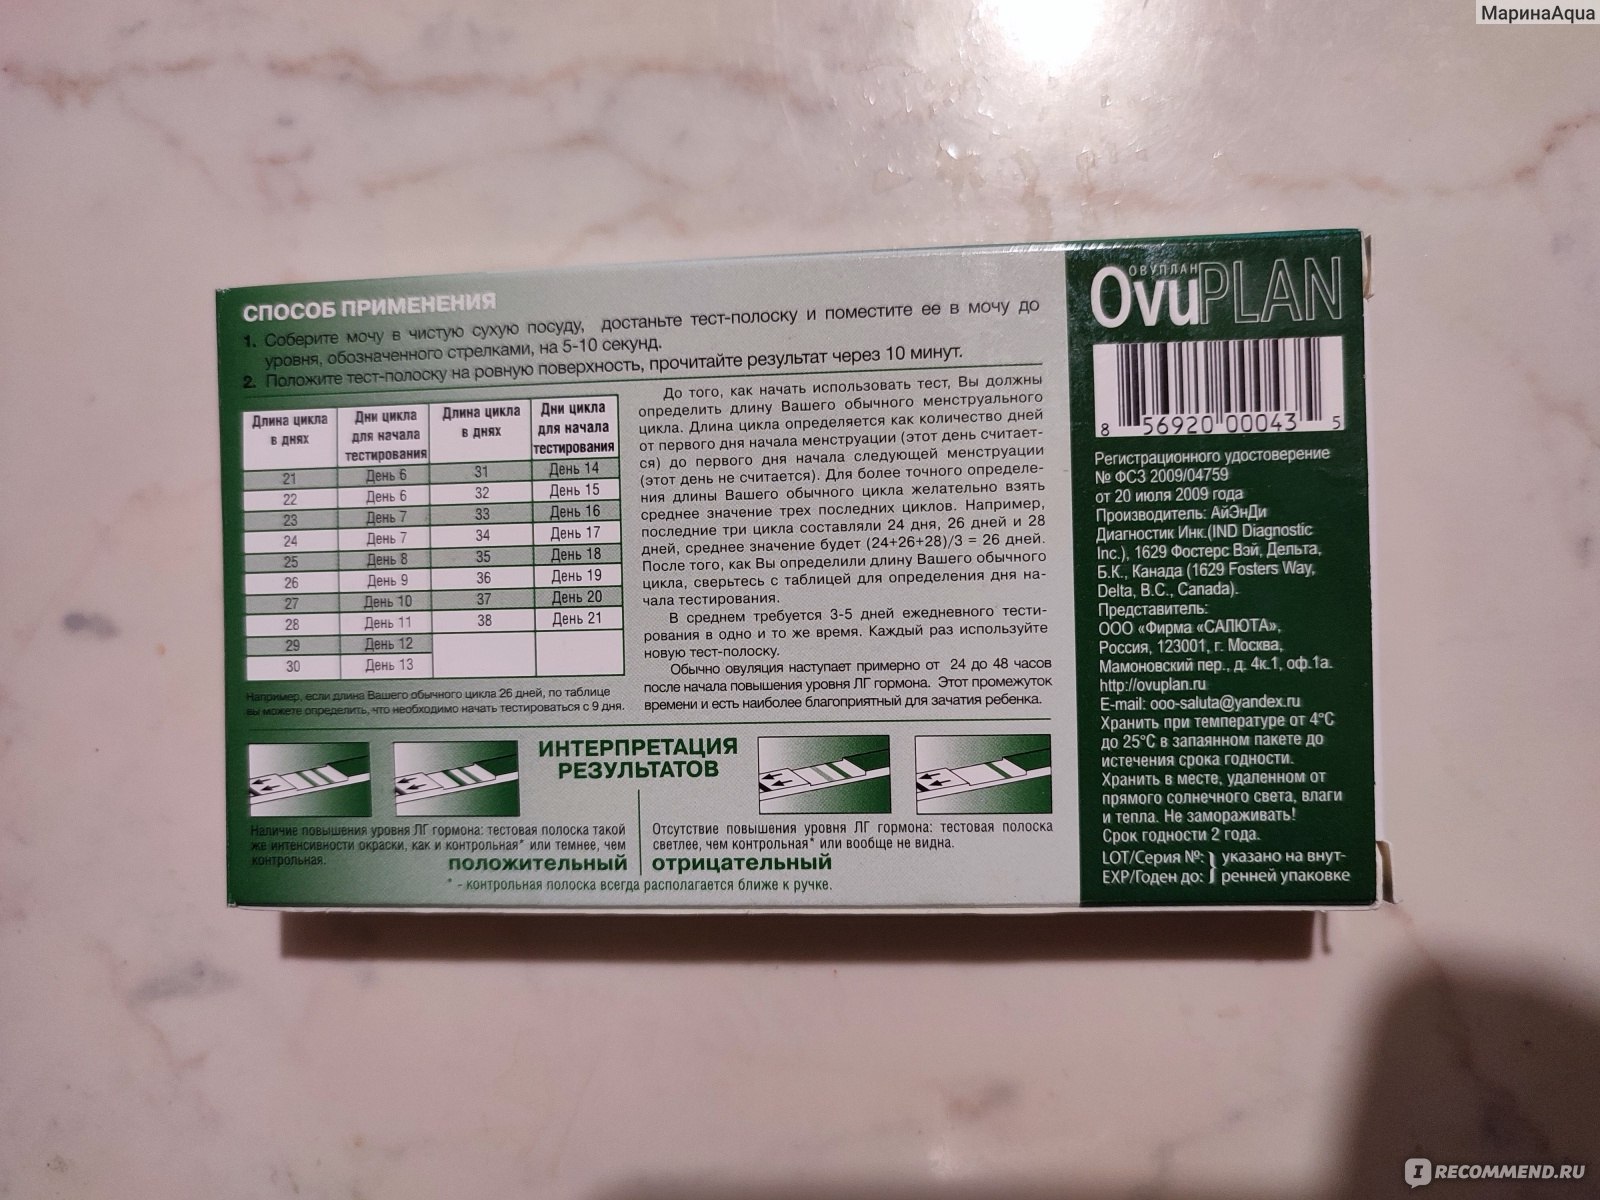 МаринаAqua
СПОСОБ ПРИМЕНЕНИЯ
1. Соберите мочу в чистую сухую посуду, достаньте тест-полоску и поместите ее в мочу до
уровня, обозначенного стрелками, на 5-10 секунд.
2. Положите тест-полоску на ровную поверхность, прочитайте результат через 10 минут.
Длина цикла в днях Дни цикла для начала тестирования Длина цикла в днях Дни цикла для начала тестирования
21 День 6 31 День 14
22 День 6 32 День 15
23 День 7 33 День 16
24 День 7 34 День 17
25 День 8 35 День 18
26 День 9 36 День 19
27 День 10 37 День 20
28 День 11 38 День 21
29 День 12
30 День 13
Например, если длина Вашего обычного цикла 26 дней, по таблице
вы можете определить, что необходимо начать тестироваться с 9 дня.
До того, как начать использовать тест, Вы должны
определить длину Вашего обычного менструального
цикла. Длина цикла определяется как количество дней
от первого дня начала менструации (этот день считает-
ся) до первого дня начала следующей менструации
(этот день не считается). Для более точного определе-
ния длины Вашего обычного цикла желательно взять
среднее значение трех последних циклов. Например,
последние три цикла составляли 24 дня, 26 дней и 28
дней, среднее значение будет (24+26+28)/3 = 26 дней.
После того, как Вы определили длину Вашего обычного
цикла, сверьтесь с таблицей для определения дня на-
чала тестирования.
В среднем требуется 3-5 дней ежедневного тести-
рования в одно и то же время. Каждый раз используйте
новую тест-полоску.
Обычно овуляция наступает примерно от 24 до 48 часов
после начала повышения уровня ЛГ гормона. Этот промежуток
времени и есть наиболее благоприятный для зачатия ребенка.
ИНТЕРПРЕТАЦИЯ
РЕЗУЛЬТАТОВ
Наличие повышения уровня ЛГ гормона: тестовая полоска такой
же интенсивности окраски, как и контрольная* или темнее, чем
контрольная.
положительный
Отсутствие повышения уровня ЛГ гормона: тестовая полоска
светлее, чем контрольная* или вообще не видна.
отрицательный
* - контрольная полоска всегда располагается ближе к ручке.
ОВУПЛАН
OvuPLAN
8 56920 00043 5
Регистрационного удостоверение
№ ФСЗ 2009/04759
от 20 июля 2009 года
Производитель: АйЭнДи
Диагностик Инк.(IND Diagnostic
Inc.), 1629 Фостерс Вэй, Дельта,
Б.К., Канада (1629 Fosters Way,
Delta, B.C., Canada).
Представитель:
ООО «Фирма «САЛЮТА»,
Россия, 123001, г. Москва,
Мамоновский пер., д. 4к.1, оф.1а.
http://ovuplan.ru
E-mail: ooo-saluta@yandex.ru
Хранить при температуре от 4°C
до 25°C в запаянном пакете до
истечения срока годности.
Хранить в месте, удаленном от
прямого солнечного света, влаги
и тепла. Не замораживать!
Срок годности 2 года.
LOT/Серия №: } указано на внут-
EXP/Годен до: ренней упаковке
IRECOMMEND.RU